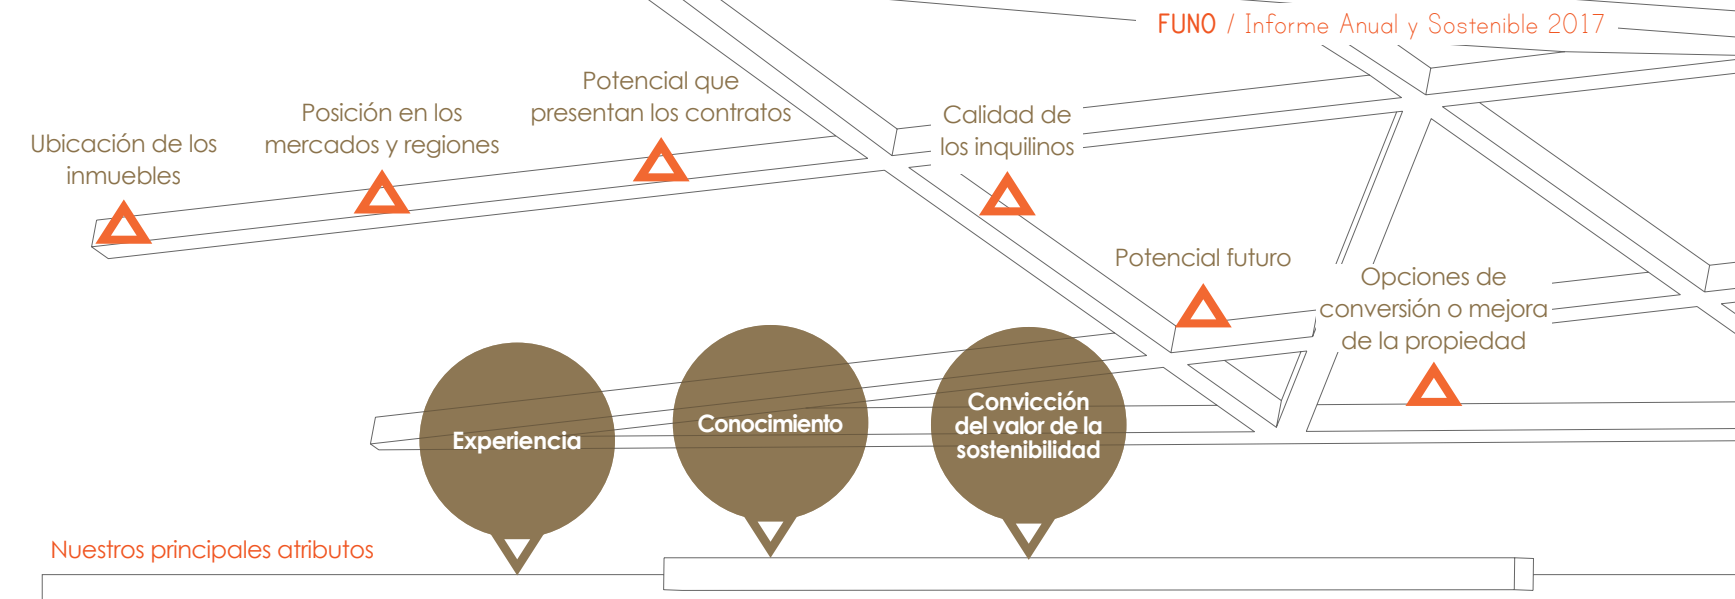 FUNO / Informe Anual y Sostenible 2017
Ubicación de los
inmuebles
Posición en los
mercados y regiones
Potencial que
presentan los contratos
Calidad de
los inquilinos
Potencial futuro
Opciones de
conversión o mejora
de la propiedad
Experiencia
Conocimiento
Convicción
del valor de la
sostenibilidad
Nuestros principales atributos